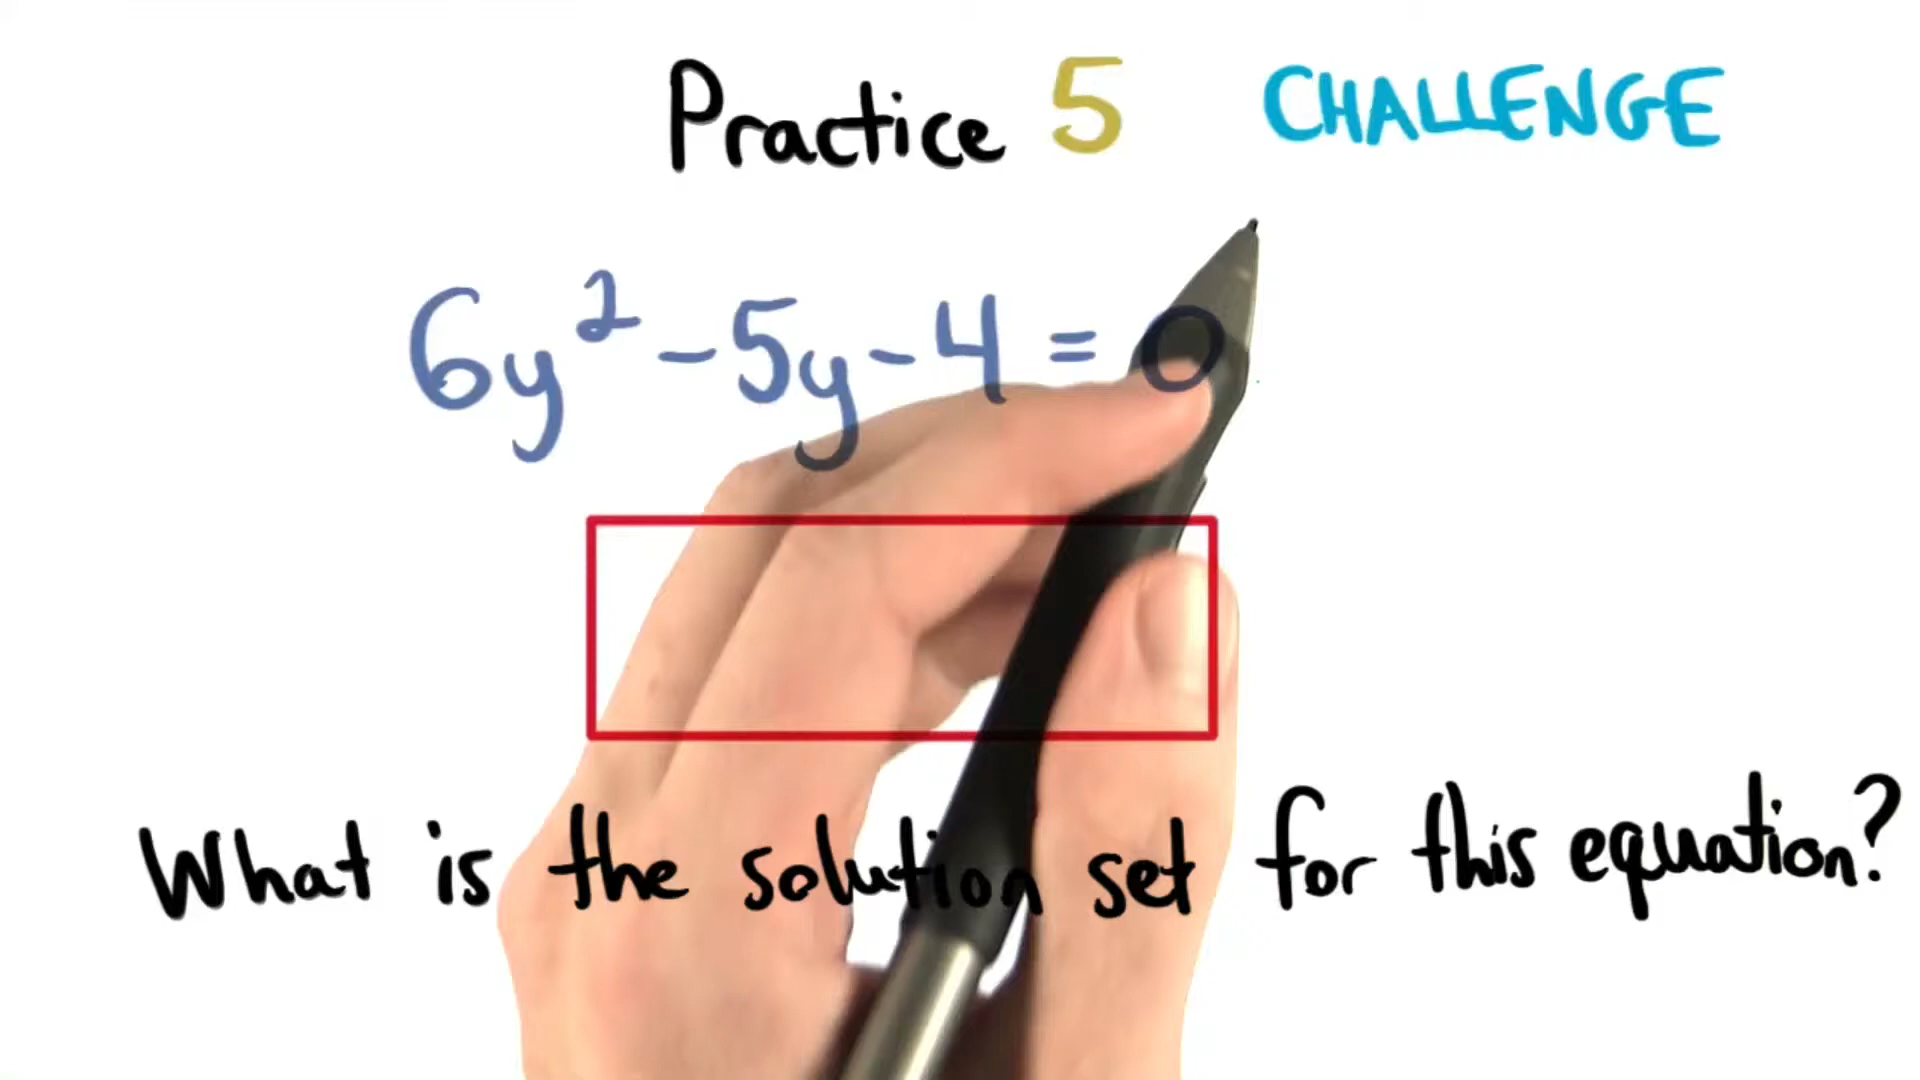 Practice 5 CHALLENGE
6y² - 5y - 4 = 0
What is the solution set for this equation?